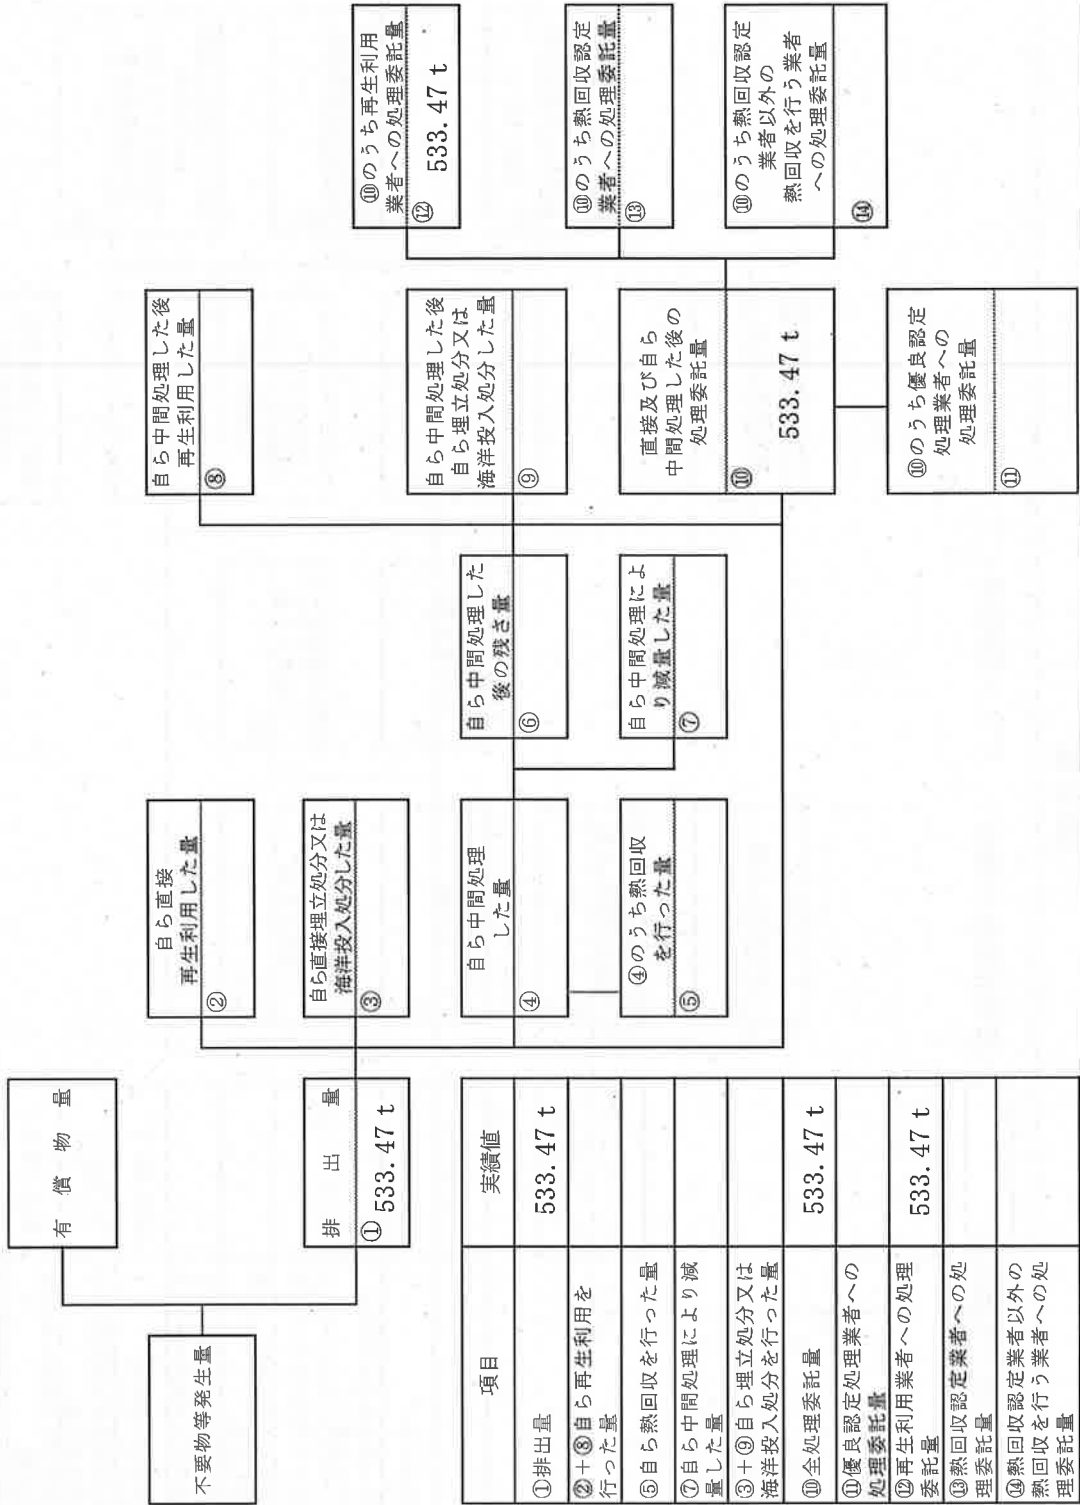 不要物等発生量
有償物量
排出量
① 533.47 t
自ら直接
再生利用した量
②
自ら直接埋立処分又は
海洋投入処分した量
③
自ら中間処理
した量
④
④のうち熱回収
を行った量
⑤
自ら中間処理した
後の残さ量
⑥
自ら中間処理によ
り減量した量
⑦
自ら中間処理した後
再生利用した量
⑧
自ら中間処理した後
自ら埋立処分又は
海洋投入処分した量
⑨
直接及び自ら
中間処理した後の
処理委託量
⑩
533.47 t
⑩のうち優良認定
処理業者への
処理委託量
⑪
⑩のうち再生利用
業者への処理委託量
⑫
533.47 t
⑩のうち熱回収認定
業者への処理委託量
⑬
⑩のうち熱回収認定
業者以外の
熱回収を行う業者
への処理委託量
⑭
項目
実績値
①排出量
533.47 t
②+⑧自ら再生利用を
行った量
⑤自ら熱回収を行った量
⑦自ら中間処理により減
量した量
③+⑨自ら埋立処分又は
海洋投入処分を行った量
⑩全処理委託量
533.47 t
⑪優良認定処理業者への
処理委託量
⑫再生利用業者への処理
委託量
533.47 t
⑬熱回収認定業者への処
理委託量
⑭熱回収認定業者以外の
熱回収を行う業者への処
理委託量